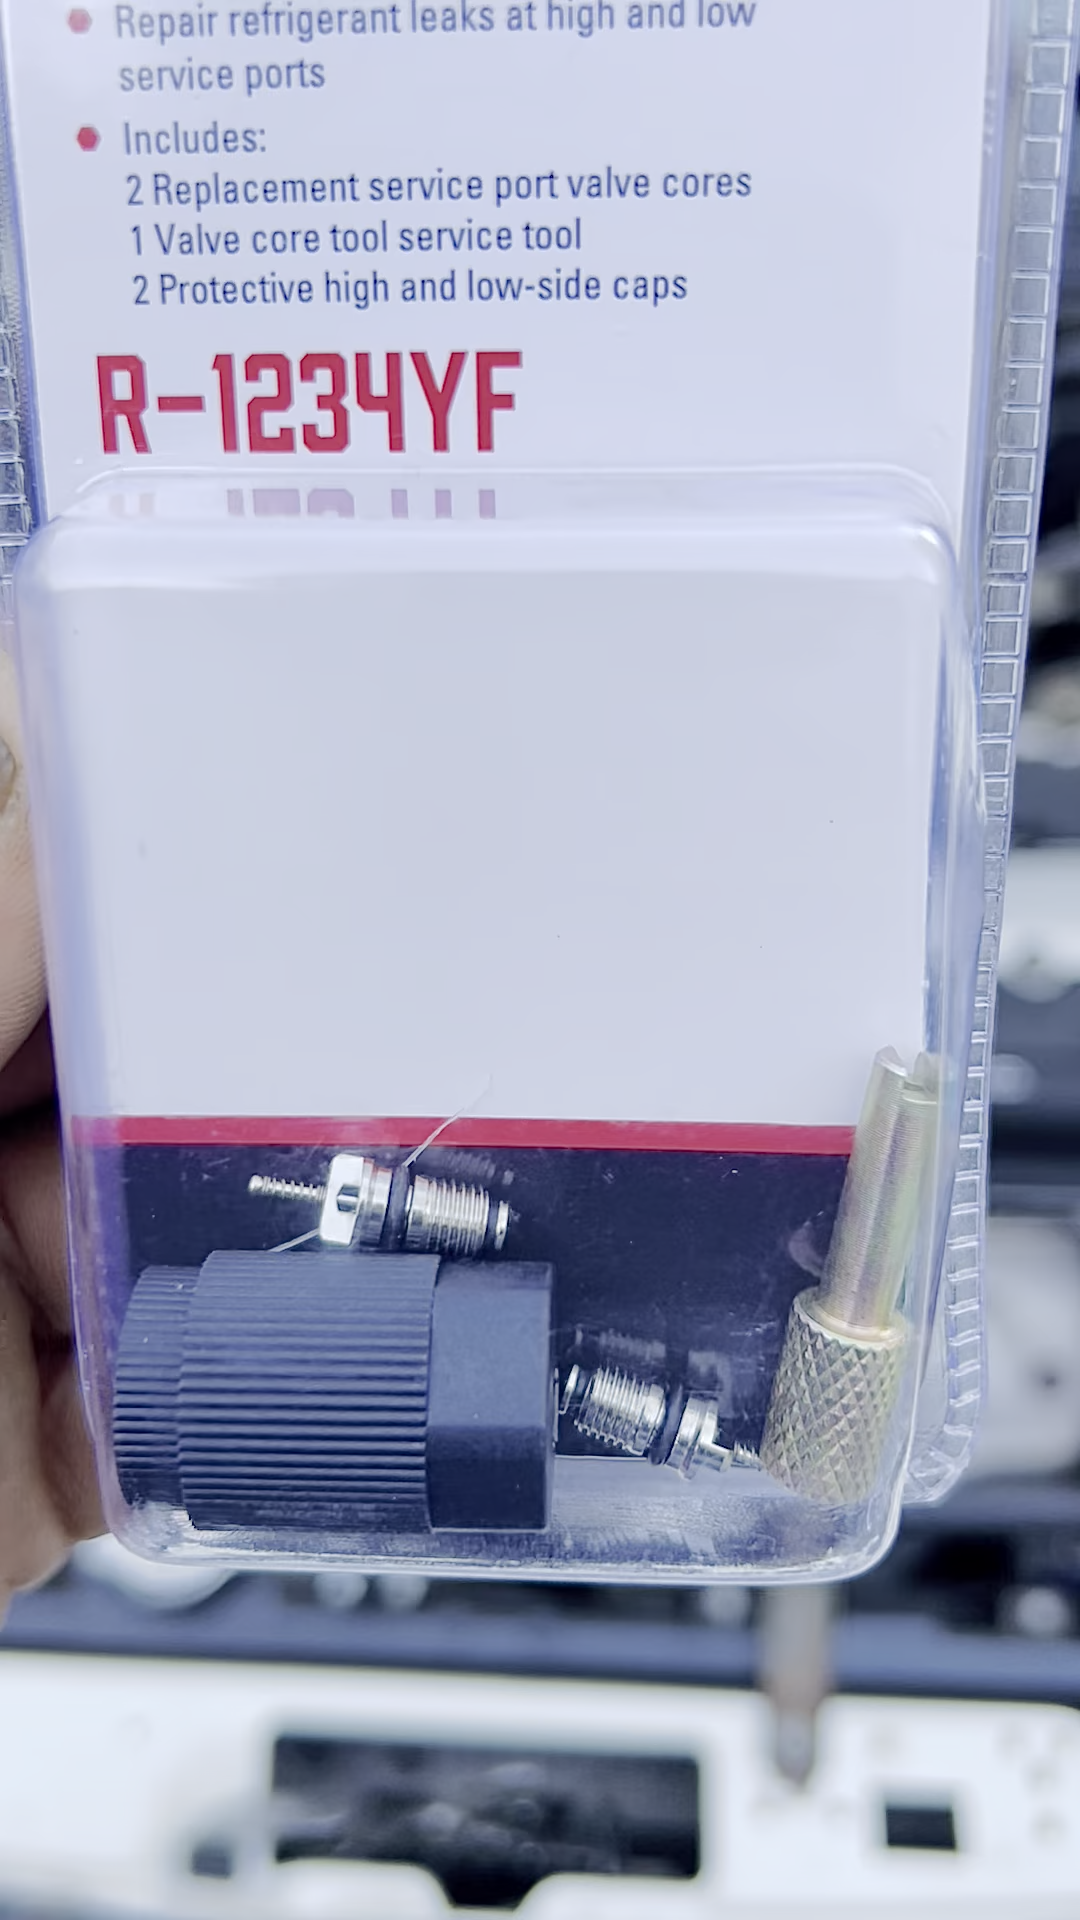 Repair refrigerant leaks at high and low
service ports
Includes:
2 Replacement service port valve cores
1 Valve core tool service tool
2 Protective high and low-side caps
R-1234YF